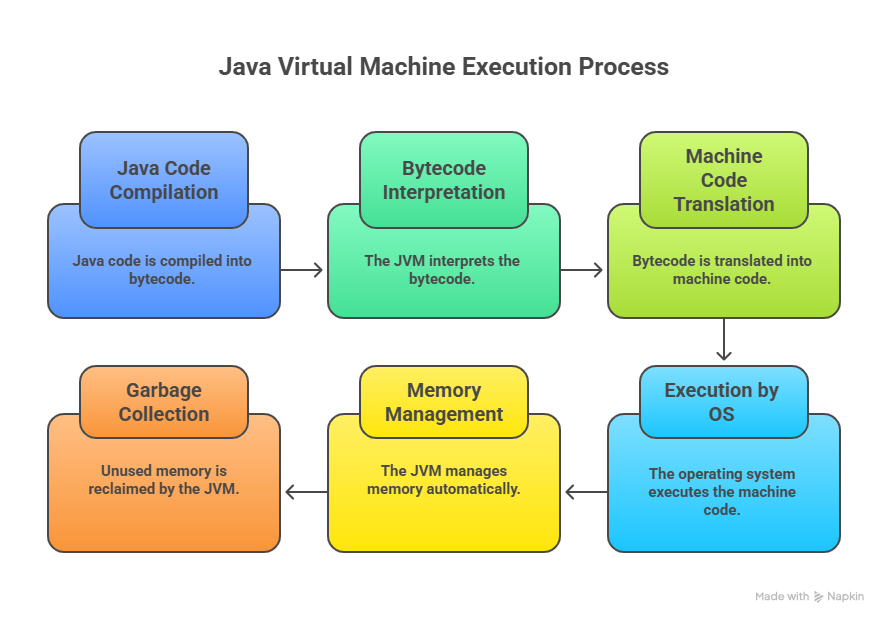 Java Virtual Machine Execution Process
Java Code
Compilation
Java code is compiled into
bytecode.
Bytecode
Interpretation
The JVM interprets the
bytecode.
Machine
Code
Translation
Bytecode is translated into
machine code.
Execution by
OS
The operating system
executes the machine
code.
Memory
Management
The JVM manages
memory automatically.
Garbage
Collection
Unused memory is
reclaimed by the JVM.
Made with Napkin